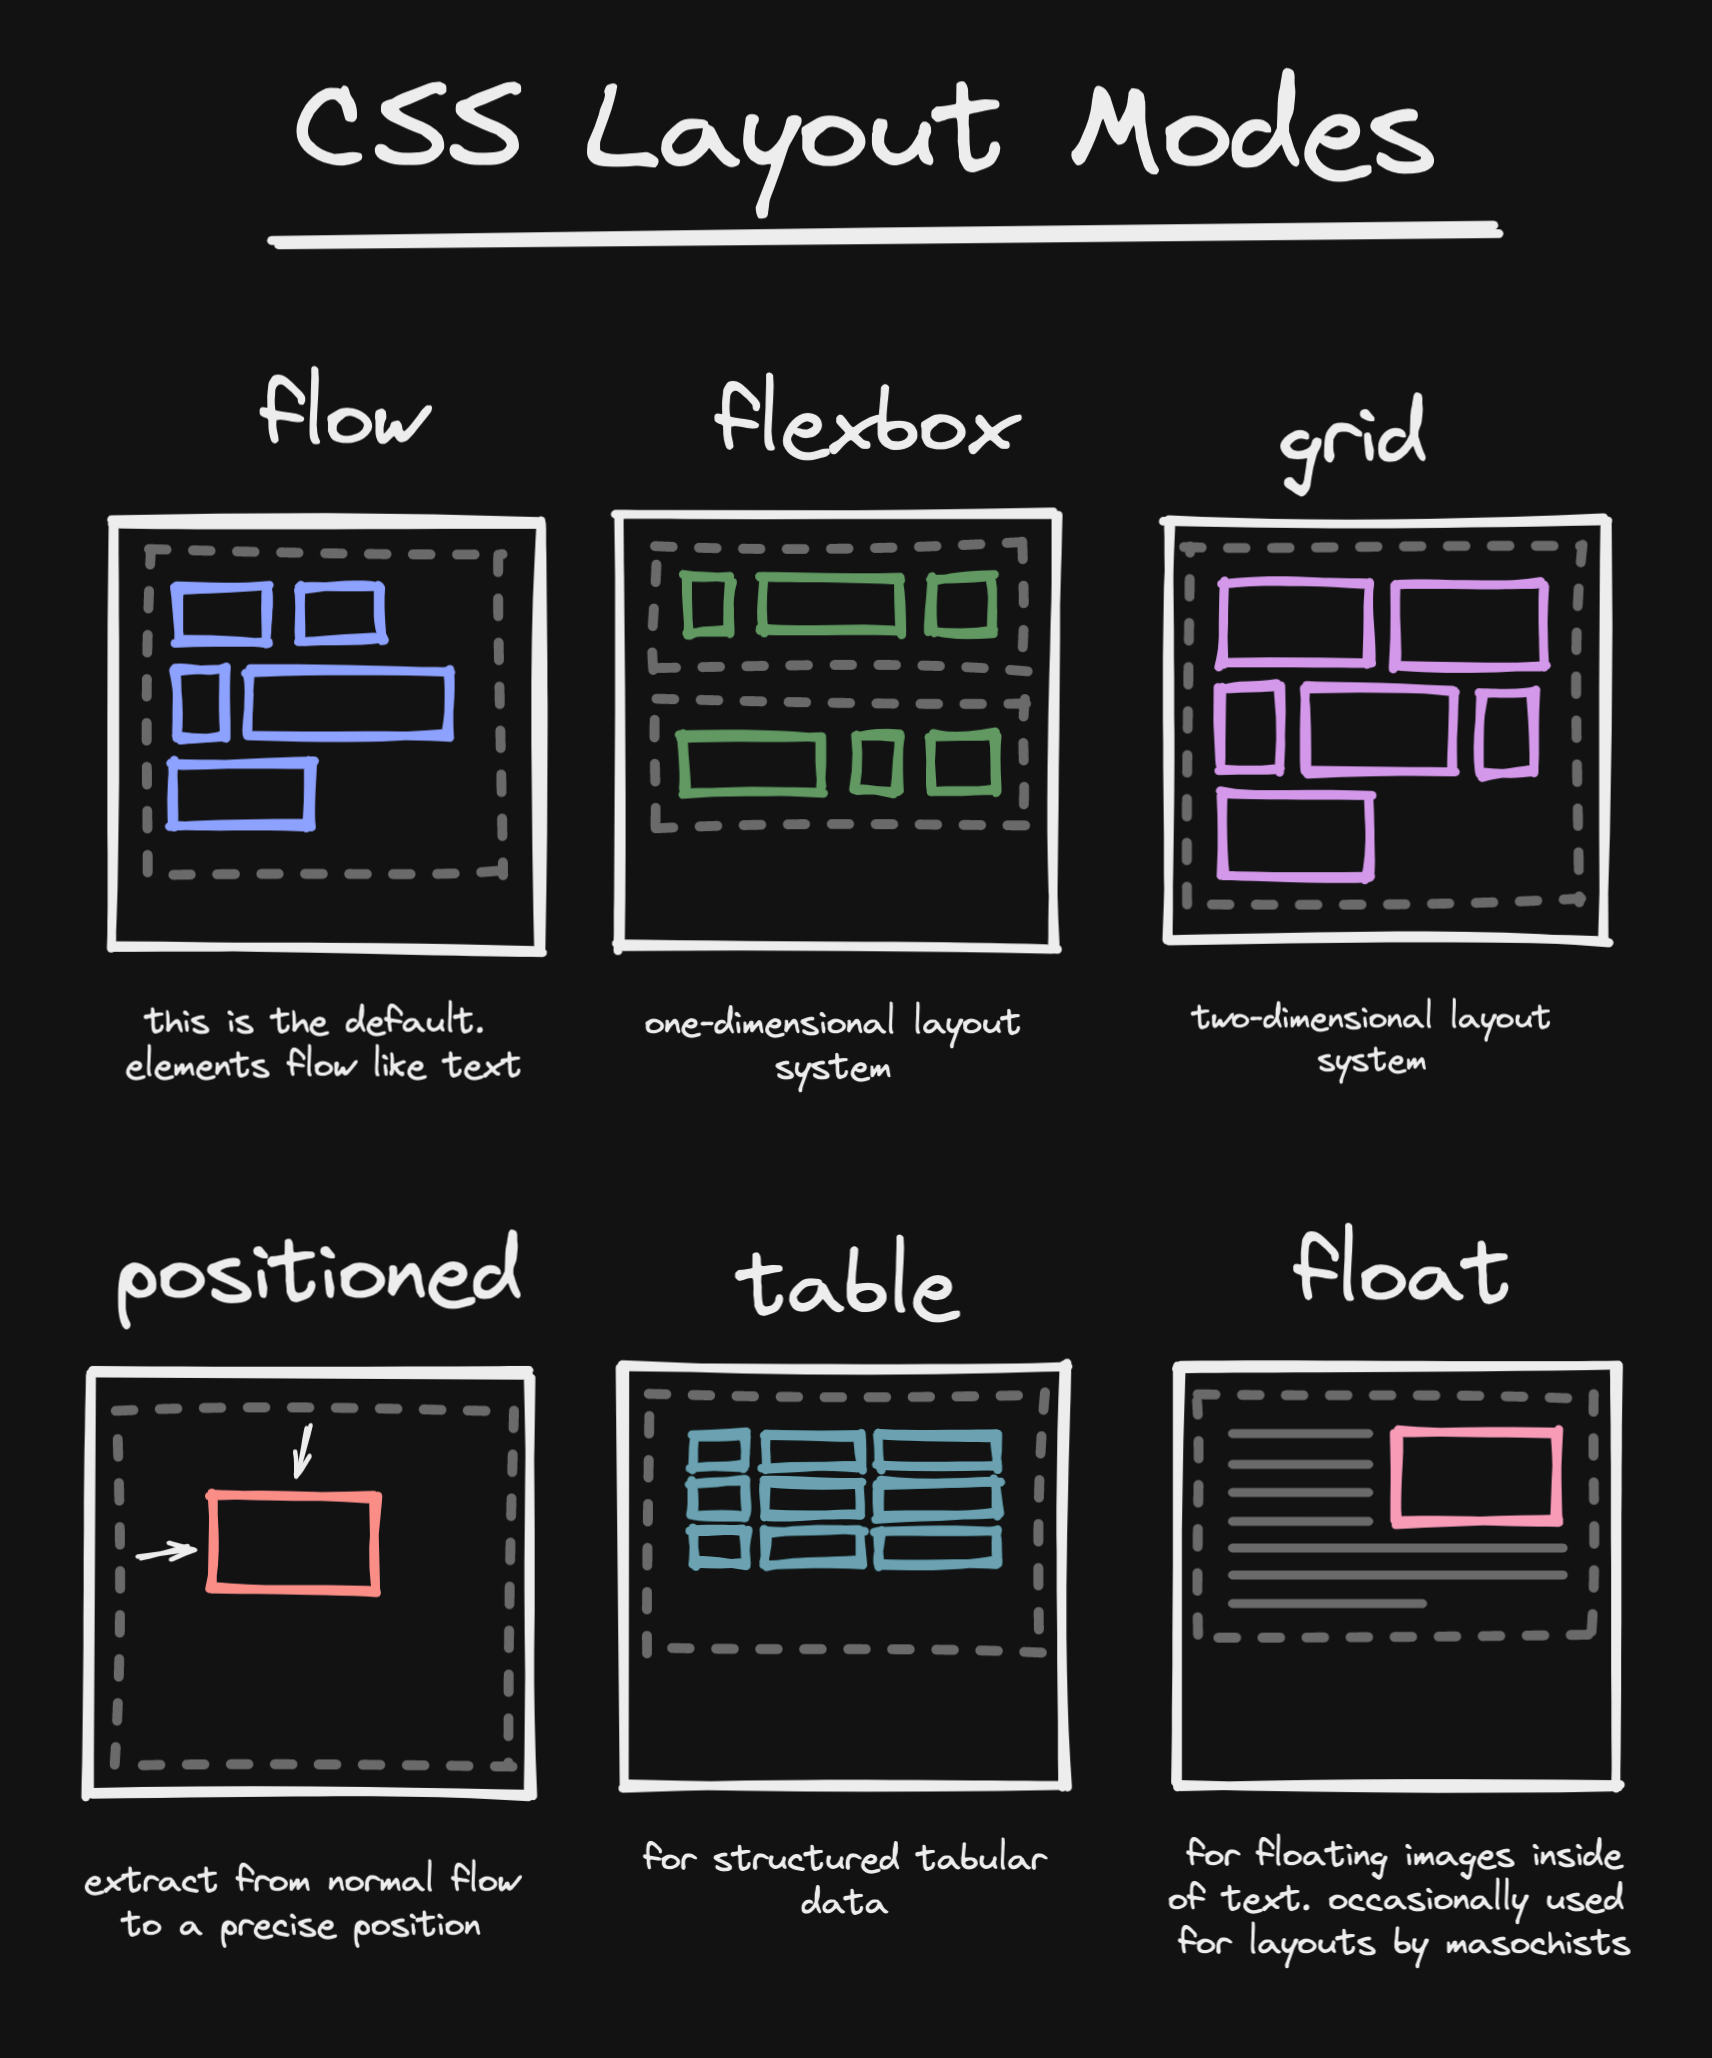 CSS Layout Modes
flow
flexbox
grid
this is the default.
elements flow like text
one-dimensional layout
system
two-dimensional layout
system
positioned
table
float
extract from normal flow
to a precise position
for structured tabular
data
for floating images inside
of text. occasionally used
for layouts by masochists